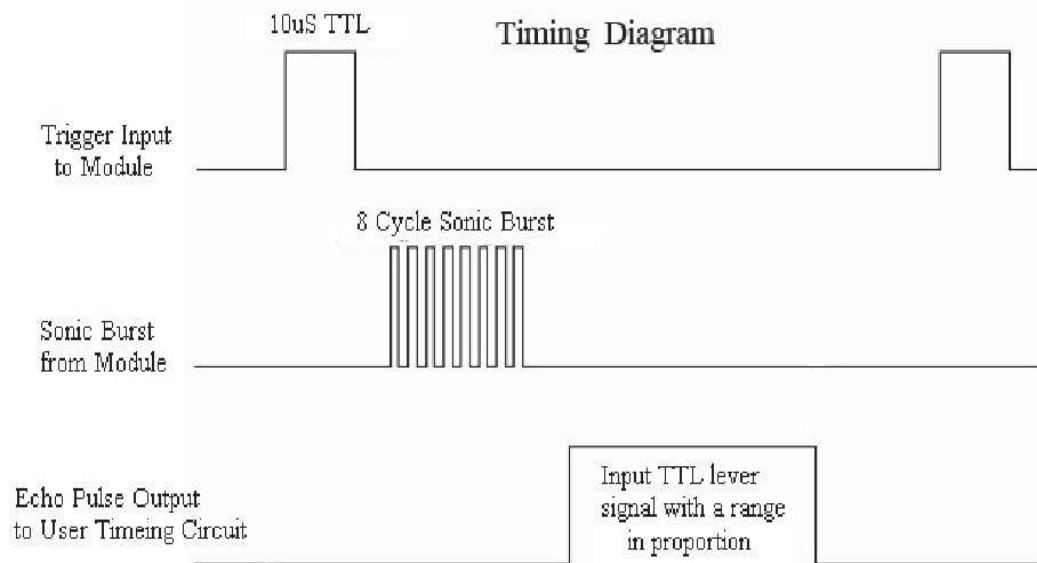 10uS TTL
Timing Diagram
Trigger Input
to Module
8 Cycle Sonic Burst
Sonic Burst
from Module
Echo Pulse Output
to User Timeing Circuit
Input TTL lever
signal with a range
in proportion